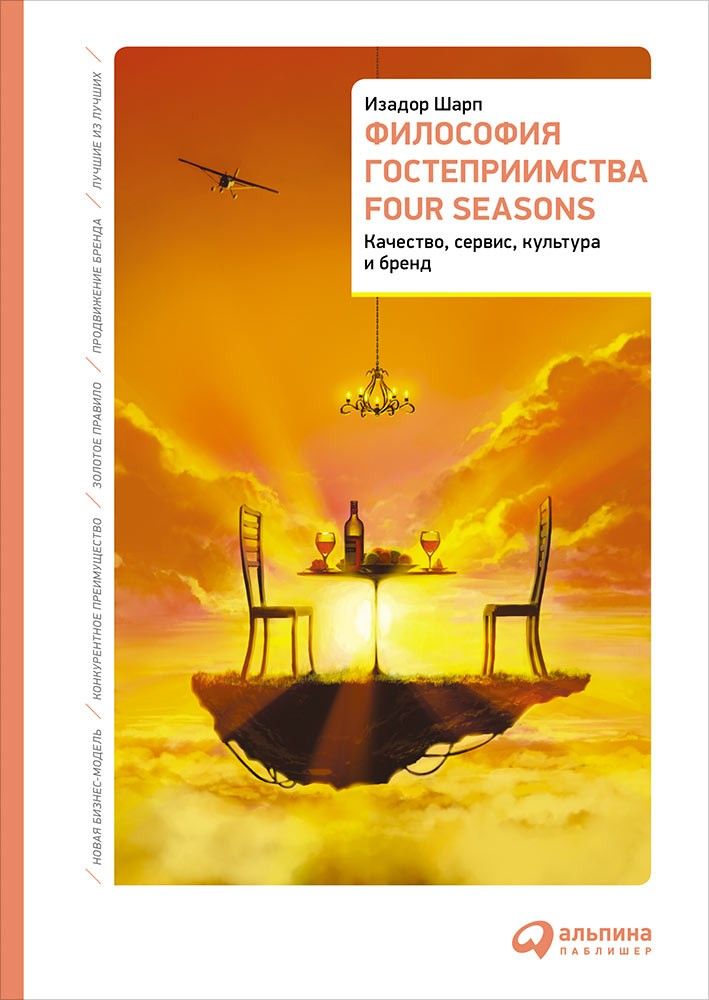 Изадор Шарп
ФИЛОСОФИЯ
ГОСТЕПРИИМСТВА
FOUR SEASONS
Качество, сервис, культура
и бренд
/ НОВАЯ БИЗНЕС-МОДЕЛЬ / КОНКУРЕНТНОЕ ПРЕИМУЩЕСТВО / ЗОЛОТОЕ ПРАВИЛО / ПРОДВИЖЕНИЕ БРЕНДА / ЛУЧШИЕ ИЗ ЛУЧШИХ /
альпина
ПАБЛИШЕР